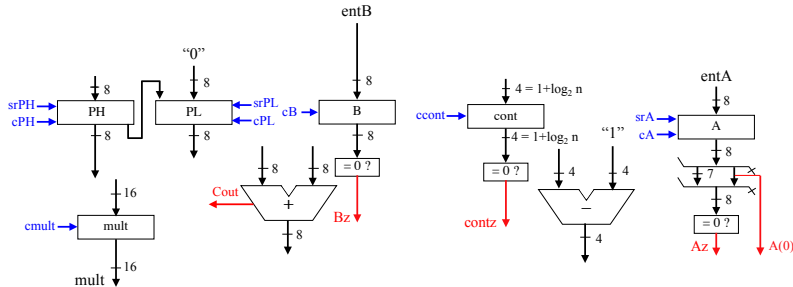 entB
"0"
8
8
8
srPH
cPH
PH
PL
srPL
cPL
8
8
cB
B
8
= 0 ?
Bz
8
8
Cout
+
8
16
cmult
mult
16
mult
4 = 1+log2 n
ccont
cont
4 = 1+log2 n
"1"
= 0 ?
contz
4
4
−
4
entA
8
srA
cA
A
8
7
8
= 0 ?
Az
A(0)